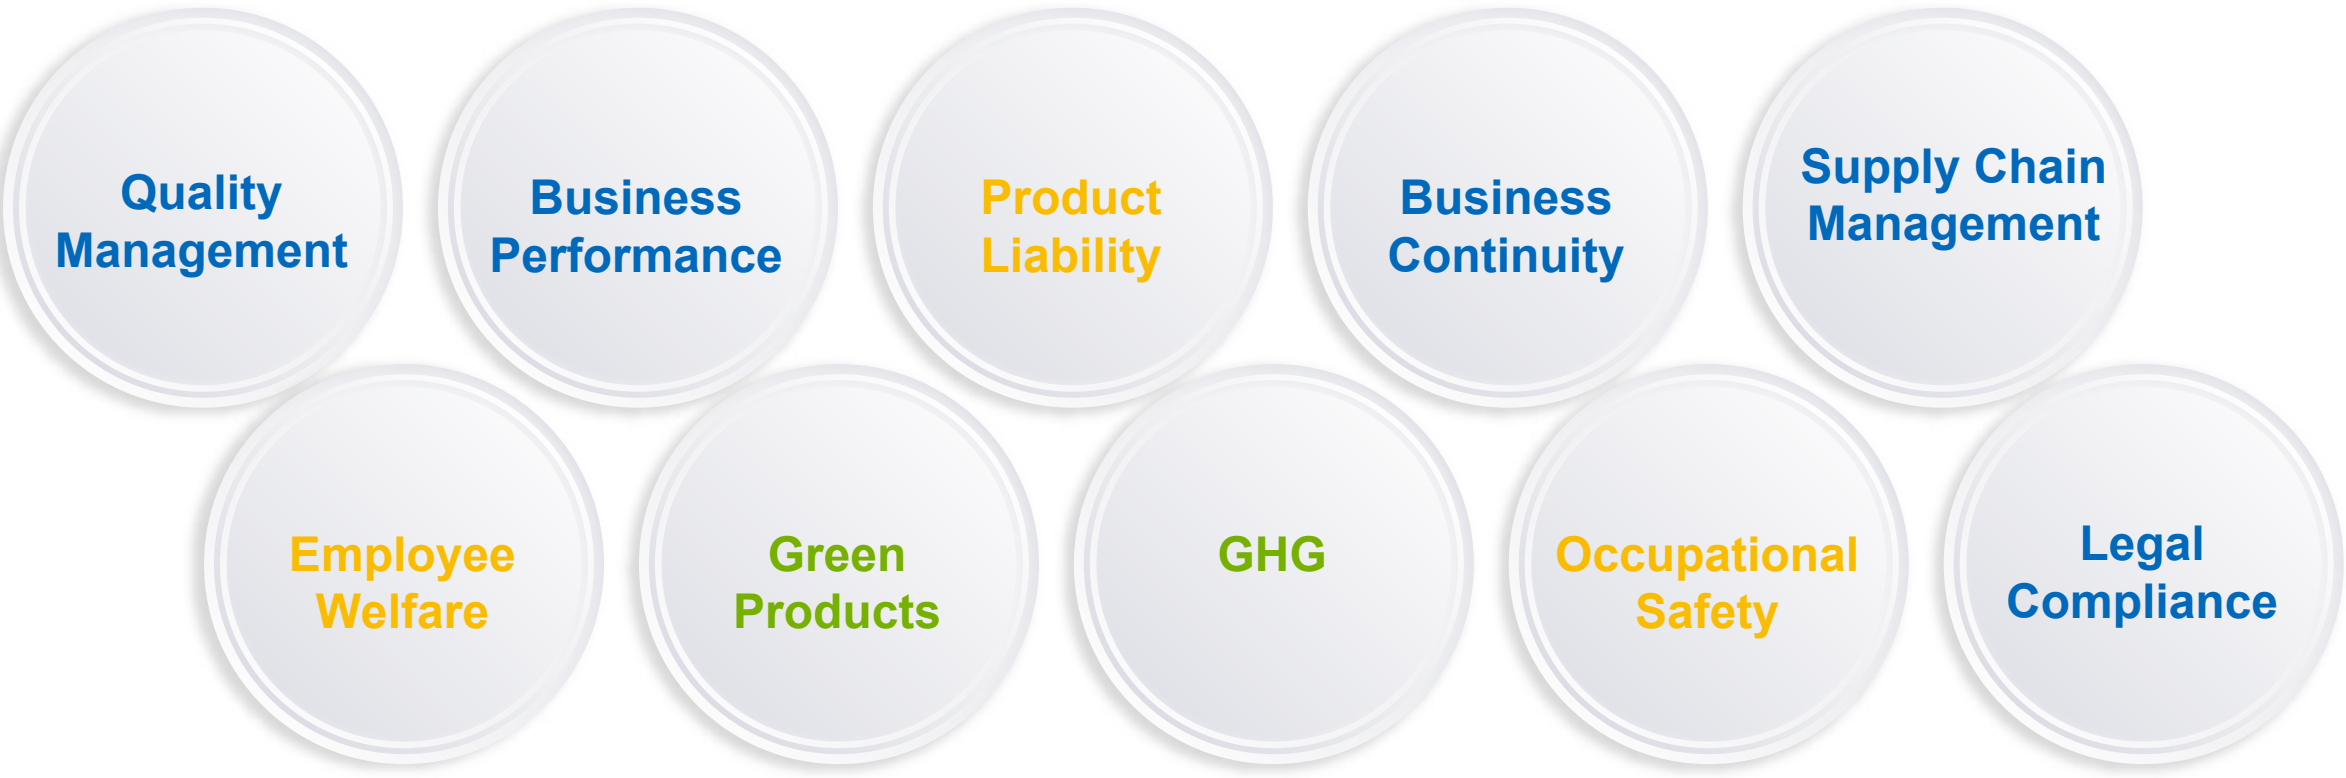 Quality
Management
Business
Performance
Product
Liability
Business
Continuity
Supply Chain
Management
Employee
Welfare
Green
Products
GHG
Occupational
Safety
Legal
Compliance